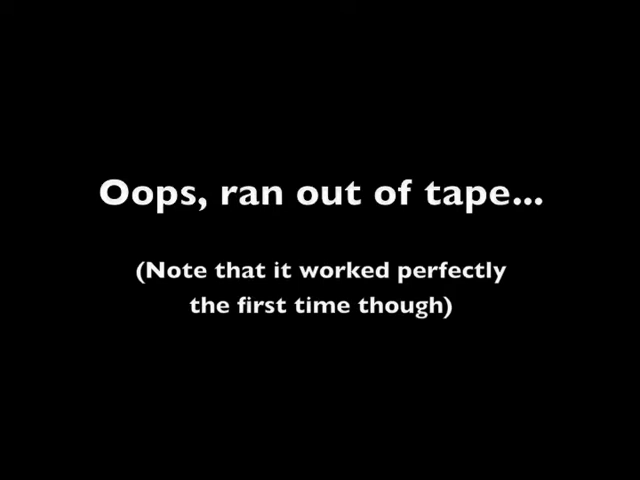 Oops, ran out of tape...
(Note that it worked perfectly
the first time though)